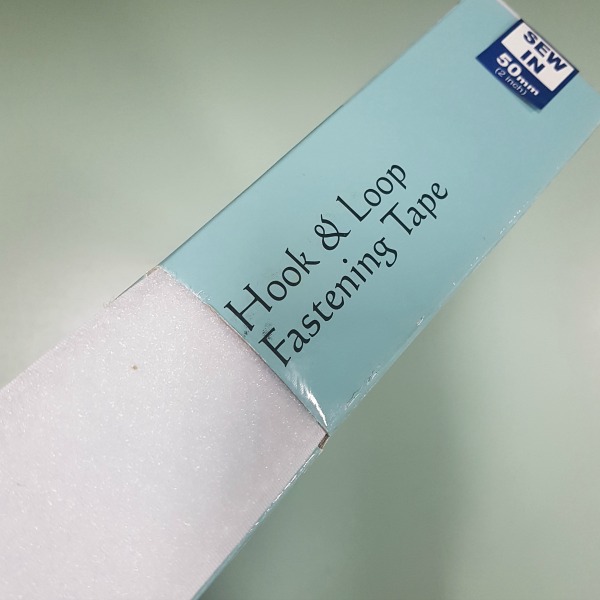 SEW
IN
50mm
(2 inch)
Hook & Loop
Fastening Tape